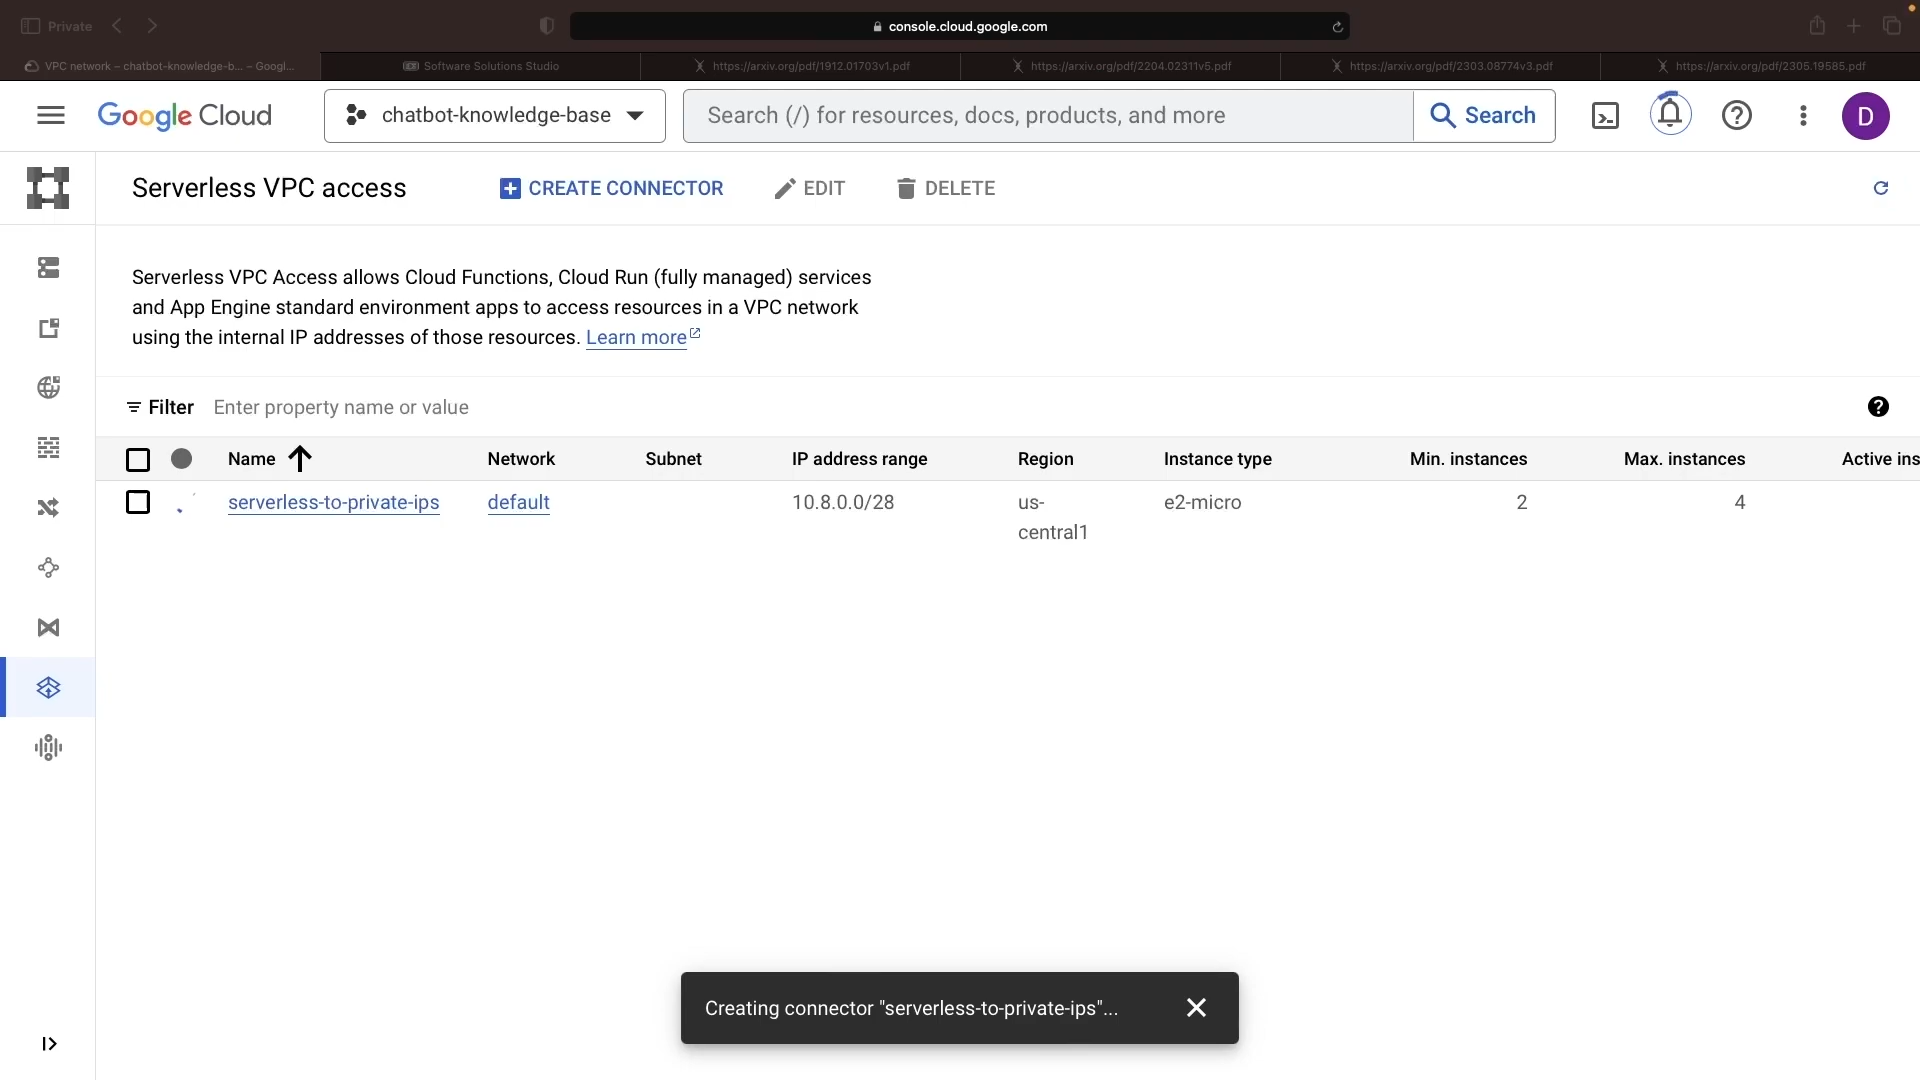 Private
console.cloud.google.com
VPC network – chatbot-knowledge-b... – Googl...
Software Solutions Studio
https://arxiv.org/pdf/1912.01703v1.pdf
https://arxiv.org/pdf/2204.02311v5.pdf
https://arxiv.org/pdf/2303.08774v3.pdf
https://arxiv.org/pdf/2305.19585.pdf
Google Cloud
chatbot-knowledge-base
Search (/) for resources, docs, products, and more
Search
D
Serverless VPC access
CREATE CONNECTOR
EDIT
DELETE
Serverless VPC Access allows Cloud Functions, Cloud Run (fully managed) services
and App Engine standard environment apps to access resources in a VPC network
using the internal IP addresses of those resources. Learn more
Filter Enter property name or value
Name Network Subnet IP address range Region Instance type Min. instances Max. instances Active ins
serverless-to-private-ips default 10.8.0.0/28 us- e2-micro 2 4
central1
Creating connector "serverless-to-private-ips"...